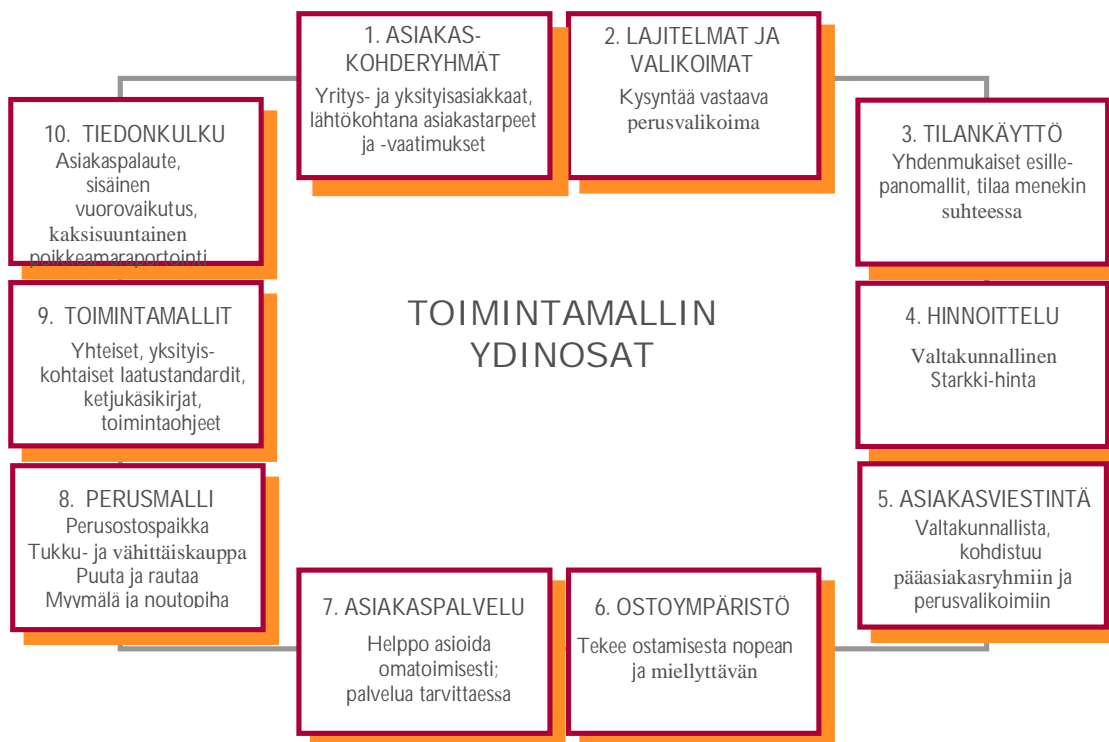 1. ASIAKAS-
KOHDERYHMÄT
Yritys- ja yksityisasiakkaat,
lähtökohtana asiakastarpeet
ja -vaatimukset
2. LAJITELMAT JA
VALIKOIMAT
Kysyntää vastaava
perusvalikoima
3. TILANKÄYTTÖ
Yhdenmukaiset esille-
panomallit, tilaa menekin
suhteessa
4. HINNOITTELU
Valtakunnallinen
Starkki-hinta
5. ASIAKASVIESTINTÄ
Valtakunnallista,
kohdistuu
pääasiakasryhmiin ja
perusvalikoimiin
6. OSTOYMPÄRISTÖ
Tekee ostamisesta nopean
ja miellyttävän
7. ASIAKASPALVELU
Helppo asioida
omatoimisesti;
palvelua tarvittaessa
8. PERUSMALLI
Perusostospaikka
Tukku- ja vähittäiskauppa
Puuta ja rautaa
Myymälä ja noutopiha
9. TOIMINTAMALLIT
Yhteiset, yksityis-
kohtaiset laatustandardit,
ketjukäsikirjat,
toimintaohjeet
10. TIEDONKULKU
Asiakaspalaute,
sisäinen
vuorovaikutus,
kaksisuuntainen
poikkeamaraportointi
TOIMINTAMALLIN
YDINOSAT